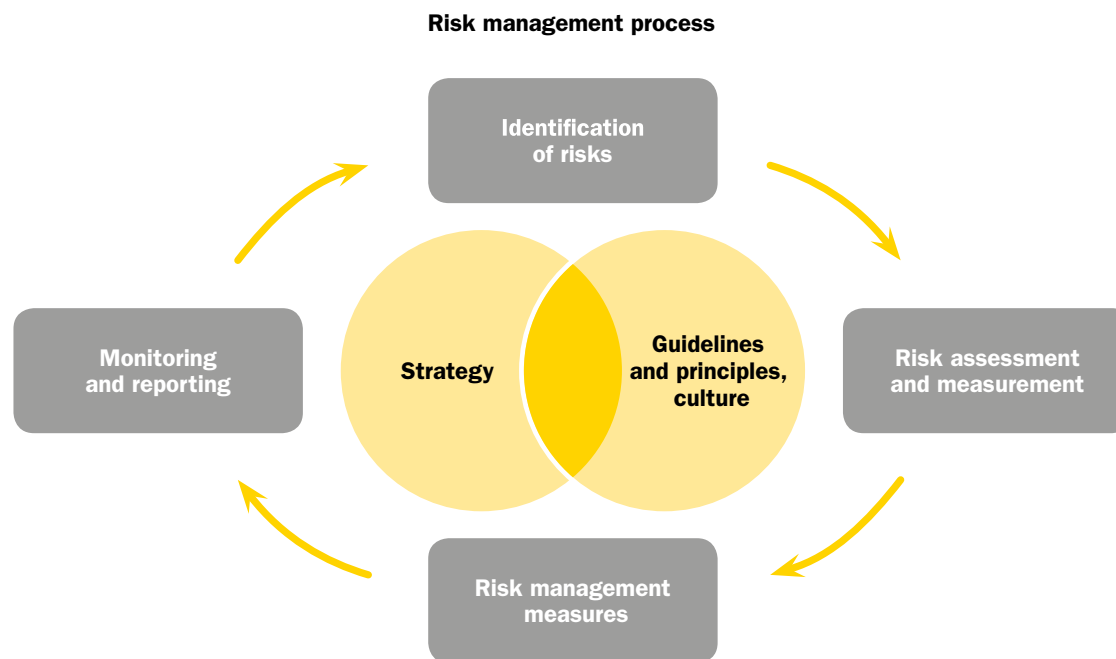 Risk management process
Identification
of risks
Monitoring
and reporting
Strategy
Guidelines
and principles,
culture
Risk assessment
and measurement
Risk management
measures